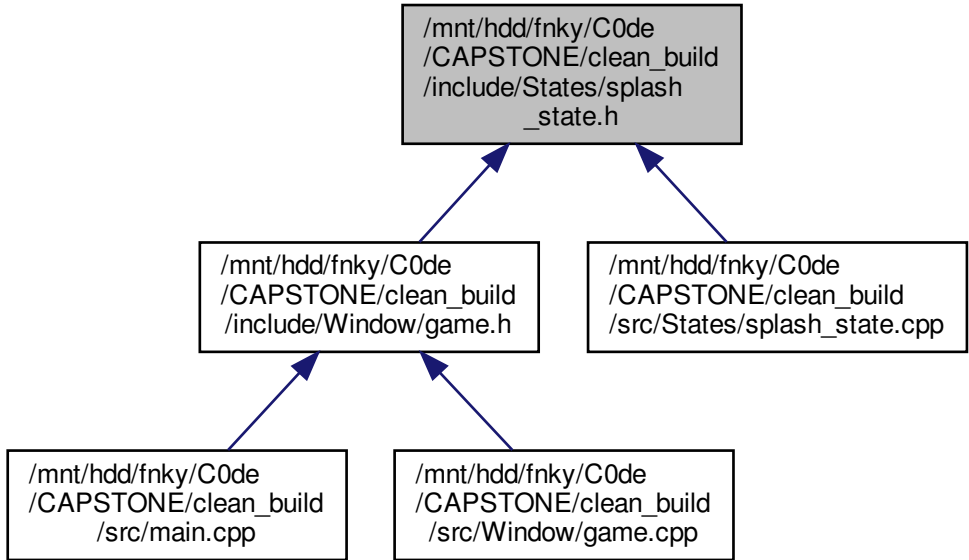 /mnt/hdd/fnky/C0de
/CAPSTONE/clean_build
/include/States/splash
_state.h
/mnt/hdd/fnky/C0de
/CAPSTONE/clean_build
/include/Window/game.h
/mnt/hdd/fnky/C0de
/CAPSTONE/clean_build
/src/States/splash_state.cpp
/mnt/hdd/fnky/C0de
/CAPSTONE/clean_build
/src/main.cpp
/mnt/hdd/fnky/C0de
/CAPSTONE/clean_build
/src/Window/game.cpp